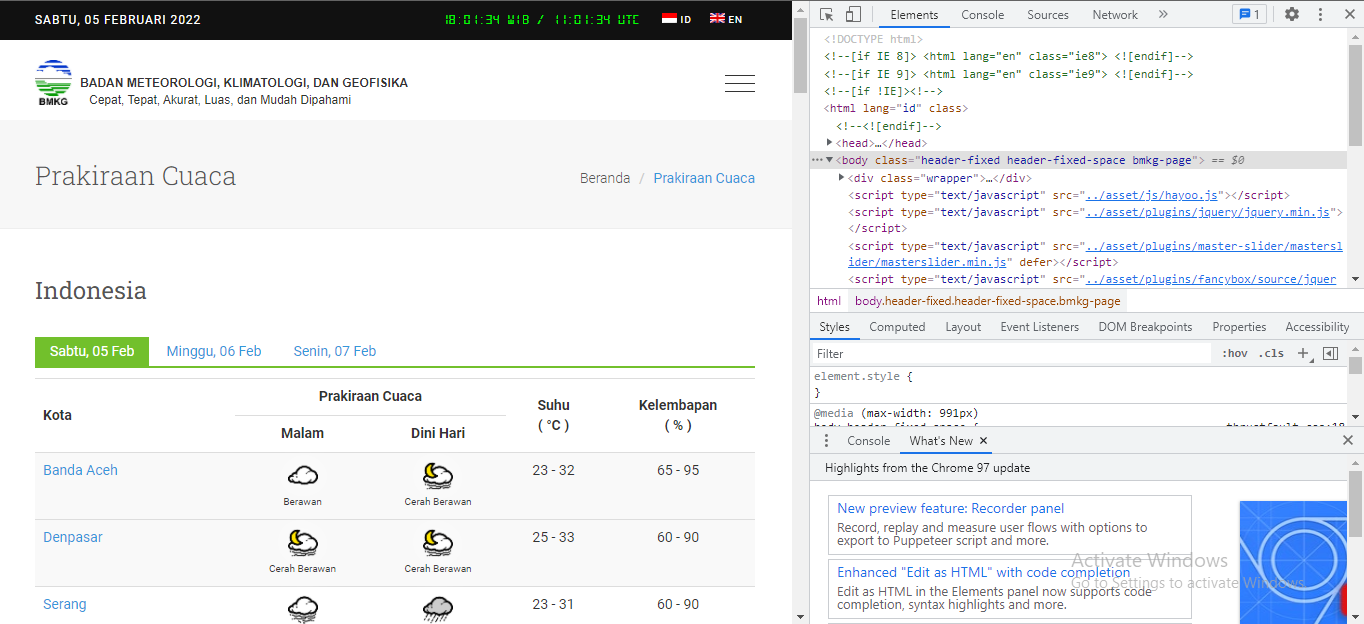 SABTU, 05 FEBRUARI 2022
18:01:34 WIB / 11:01:34 UTC
ID
EN
BMKG
BADAN METEOROLOGI, KLIMATOLOGI, DAN GEOFISIKA
Cepat, Tepat, Akurat, Luas, dan Mudah Dipahami
Prakiraan Cuaca
Beranda / Prakiraan Cuaca
Indonesia
Sabtu, 05 Feb
Minggu, 06 Feb
Senin, 07 Feb
Kota
Prakiraan Cuaca
Suhu
( °C )
Kelembapan
( % )
Malam
Dini Hari
Banda Aceh
Berawan
Cerah Berawan
23 - 32
65 - 95
Denpasar
Cerah Berawan
Cerah Berawan
25 - 33
60 - 90
Serang
23 - 31
60 - 90
Elements
Console
Sources
Network
»
1
<!DOCTYPE html>
<!--[if IE 8]> <html lang="en" class="ie8"> <![endif]-->
<!--[if IE 9]> <html lang="en" class="ie9"> <![endif]-->
<!--[if !IE]><!-->
<html lang="id" class>
<!--<![endif]-->
<head>…</head>
<body class="header-fixed header-fixed-space bmkg-page"> == $0
<div class="wrapper">…</div>
<script type="text/javascript" src="../asset/js/hayoo.js"></script>
<script type="text/javascript" src="../asset/plugins/jquery/jquery.min.js">
</script>
<script type="text/javascript" src="../asset/plugins/master-slider/mastersl
ider/masterslider.min.js" defer></script>
<script type="text/javascript" src="../asset/plugins/fancybox/source/jquer
html
body.header-fixed.header-fixed-space.bmkg-page
Styles
Computed
Layout
Event Listeners
DOM Breakpoints
Properties
Accessibility
Filter
:hov .cls +
element.style {
}
@media (max-width: 991px)
Console
What's New
Highlights from the Chrome 97 update
New preview feature: Recorder panel
Record, replay and measure user flows with options to
export to Puppeteer script and more.
Enhanced "Edit as HTML" with code completion
Edit as HTML in the Elements panel now supports code
completion, syntax highlights and more.
Activate Windows
Go to Settings to activate Windows.